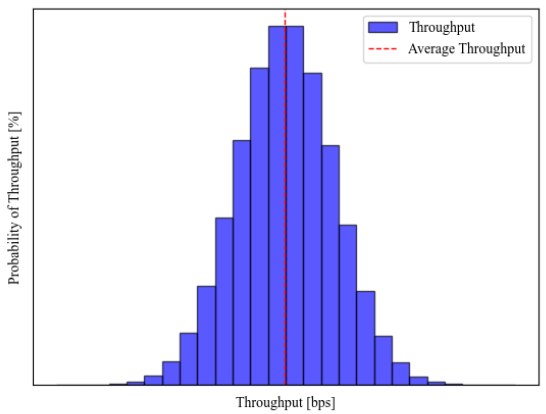 Throughput
Average Throughput
Probability of Throughput [%]
Throughput [bps]